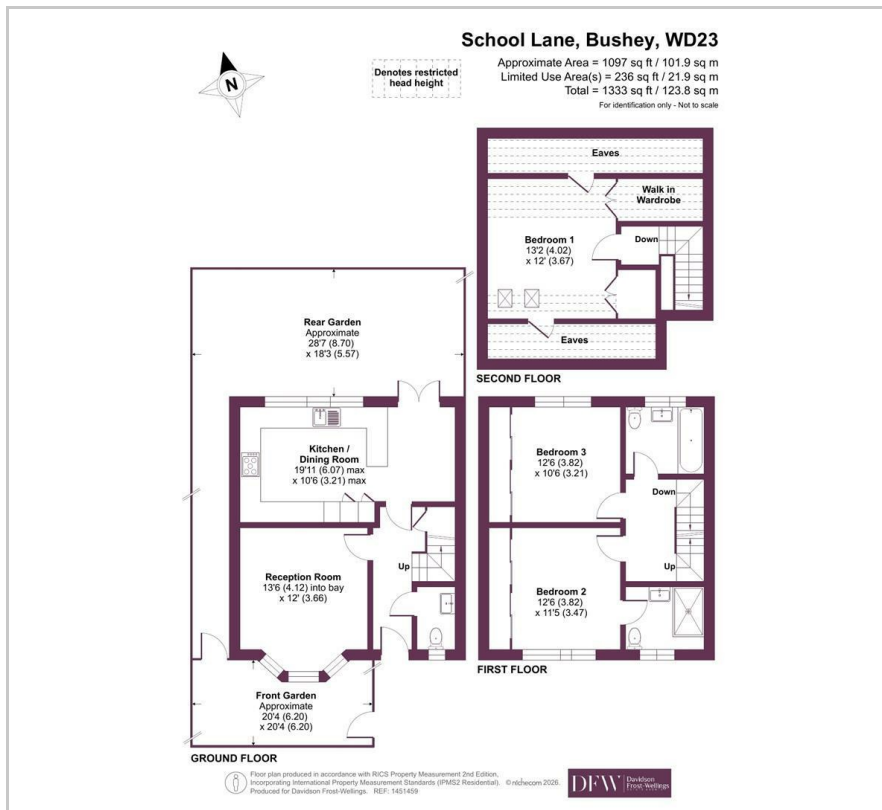 School Lane, Bushey, WD23
Approximate Area = 1097 sq ft / 101.9 sq m
Limited Use Area(s) = 236 sq ft / 21.9 sq m
Total = 1333 sq ft / 123.8 sq m
For identification only - Not to scale
Denotes restricted
head height
N
Eaves
Walk in
Wardrobe
Bedroom 1
13'2 (4.02)
x 12' (3.67)
Down
Eaves
SECOND FLOOR
Rear Garden
Approximate
28'7 (8.70)
x 18'3 (5.57)
Kitchen /
Dining Room
19'11 (6.07) max
x 10'6 (3.21) max
Up
Reception Room
13'6 (4.12) into bay
x 12' (3.66)
Front Garden
Approximate
20'4 (6.20)
x 20'4 (6.20)
GROUND FLOOR
Bedroom 3
12'6 (3.82)
x 10'6 (3.21)
Down
Up
Bedroom 2
12'6 (3.82)
x 11'5 (3.47)
FIRST FLOOR
Floor plan produced in accordance with RICS Property Measurement 2nd Edition,
Incorporating International Property Measurement Standards (IPMS2 Residential). © nichecom 2026.
Produced for Davidson Frost-Wellings. REF: 1451459
DFW
Davidson
Frost-Wellings